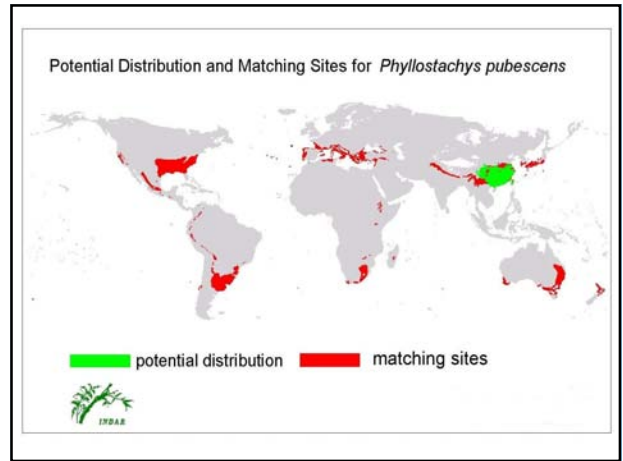 Potential Distribution and Matching Sites for Phyllostachys pubescens
potential distribution
matching sites
INBAR